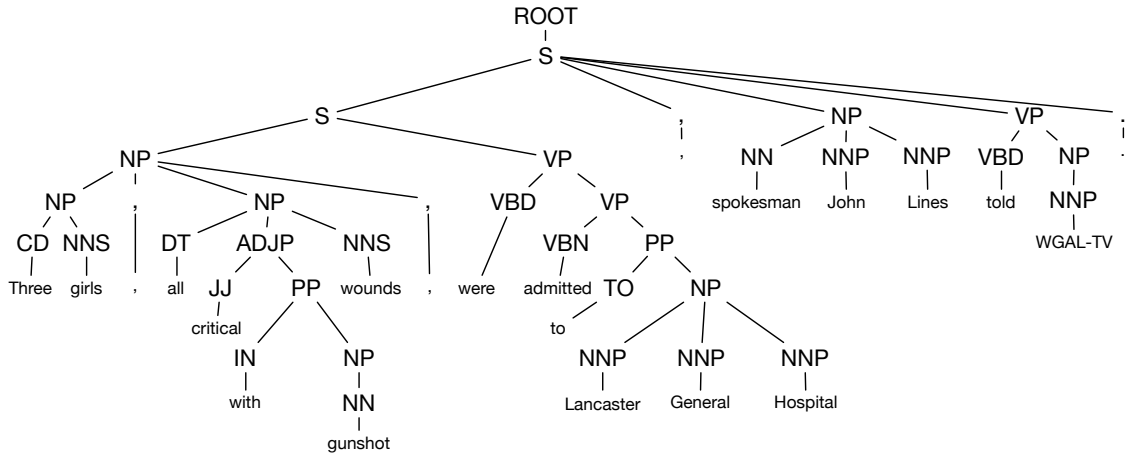 ROOT
S
S , NP VP .
NP VP , NN NNP NNP VBD NP .
NP , NP , VBD VP spokesman John Lines told NNP
CD NNS DT ADJP NNS VBN PP WGAL-TV
Three girls , all JJ PP wounds , were admitted TO NP
critical to
IN NP NNP NNP NNP
with NN Lancaster General Hospital
gunshot